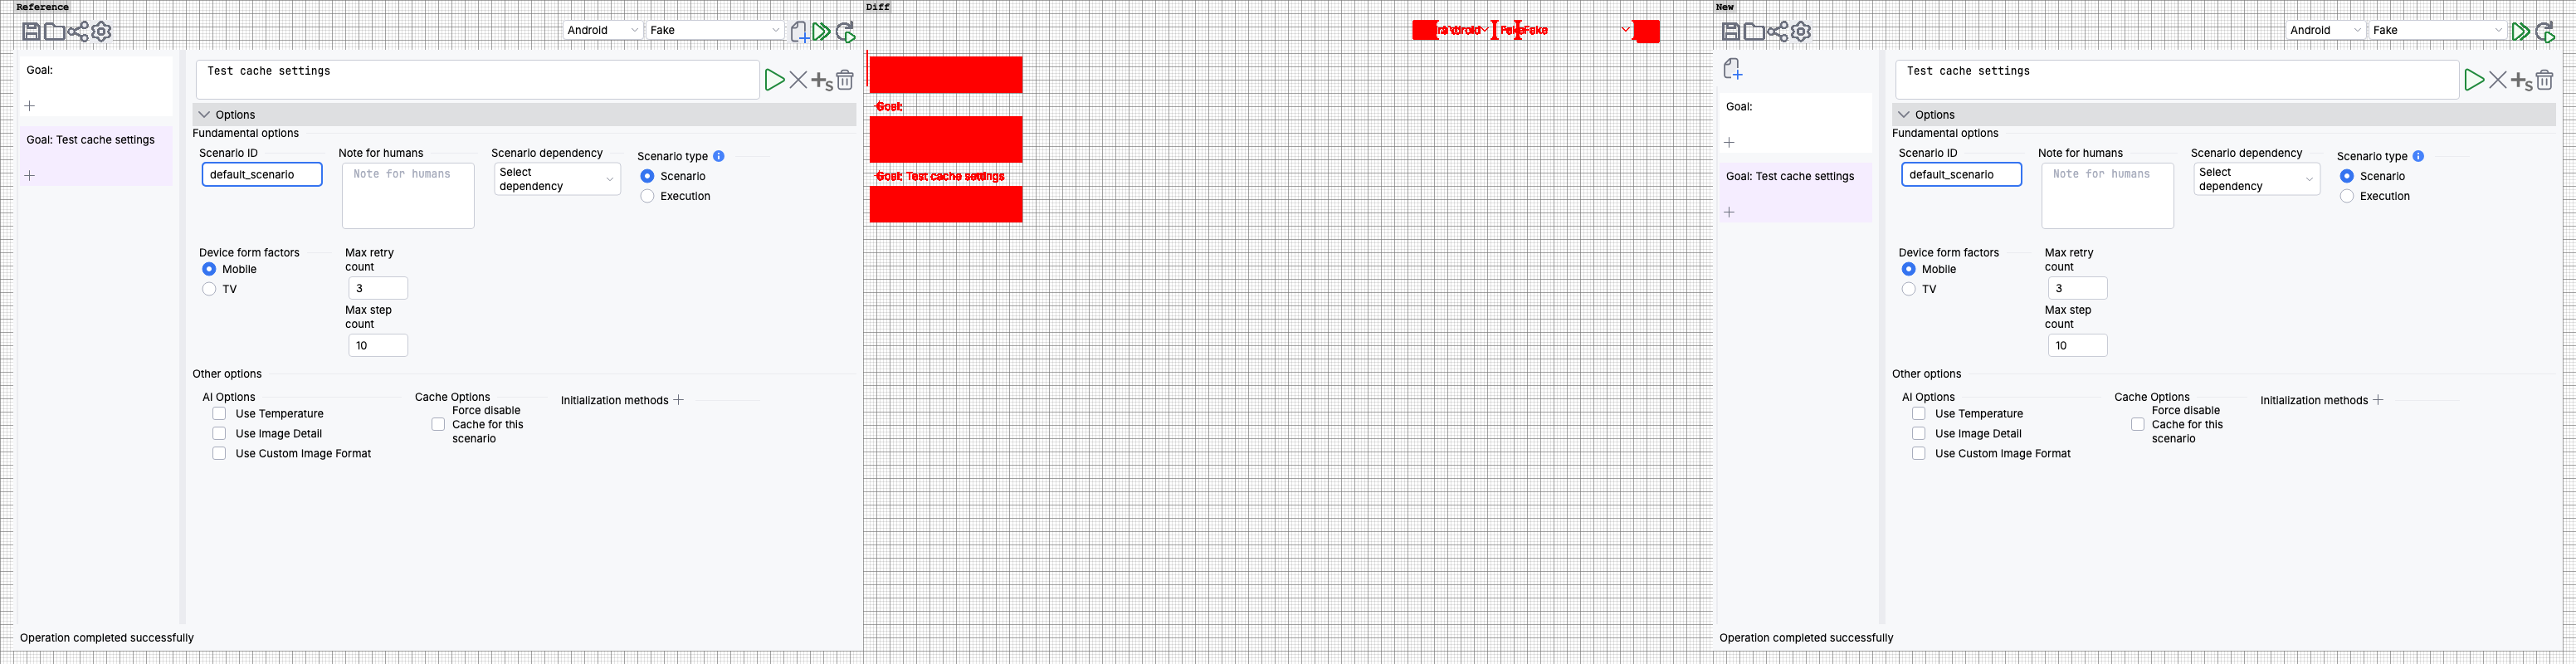 Reference
Android
Fake
Goal:
Goal: Test cache settings
Test cache settings
Options
Fundamental options
Scenario ID
Note for humans
Scenario dependency
Scenario type
default_scenario
Note for humans
Select
dependency
Scenario
Execution
Device form factors
Mobile
TV
Max retry
count
3
Max step
count
10
Other options
AI Options
Use Temperature
Use Image Detail
Use Custom Image Format
Cache Options
Force disable
Cache for this
scenario
Initialization methods
Operation completed successfully
Diff
Fake
Goal:
Goal: Test cache settings
New
Android
Fake
Goal:
Goal: Test cache settings
Test cache settings
Options
Fundamental options
Scenario ID
Note for humans
Scenario dependency
Scenario type
default_scenario
Note for humans
Select
dependency
Scenario
Execution
Device form factors
Mobile
TV
Max retry
count
3
Max step
count
10
Other options
AI Options
Use Temperature
Use Image Detail
Use Custom Image Format
Cache Options
Force disable
Cache for this
scenario
Initialization methods
Operation completed successfully